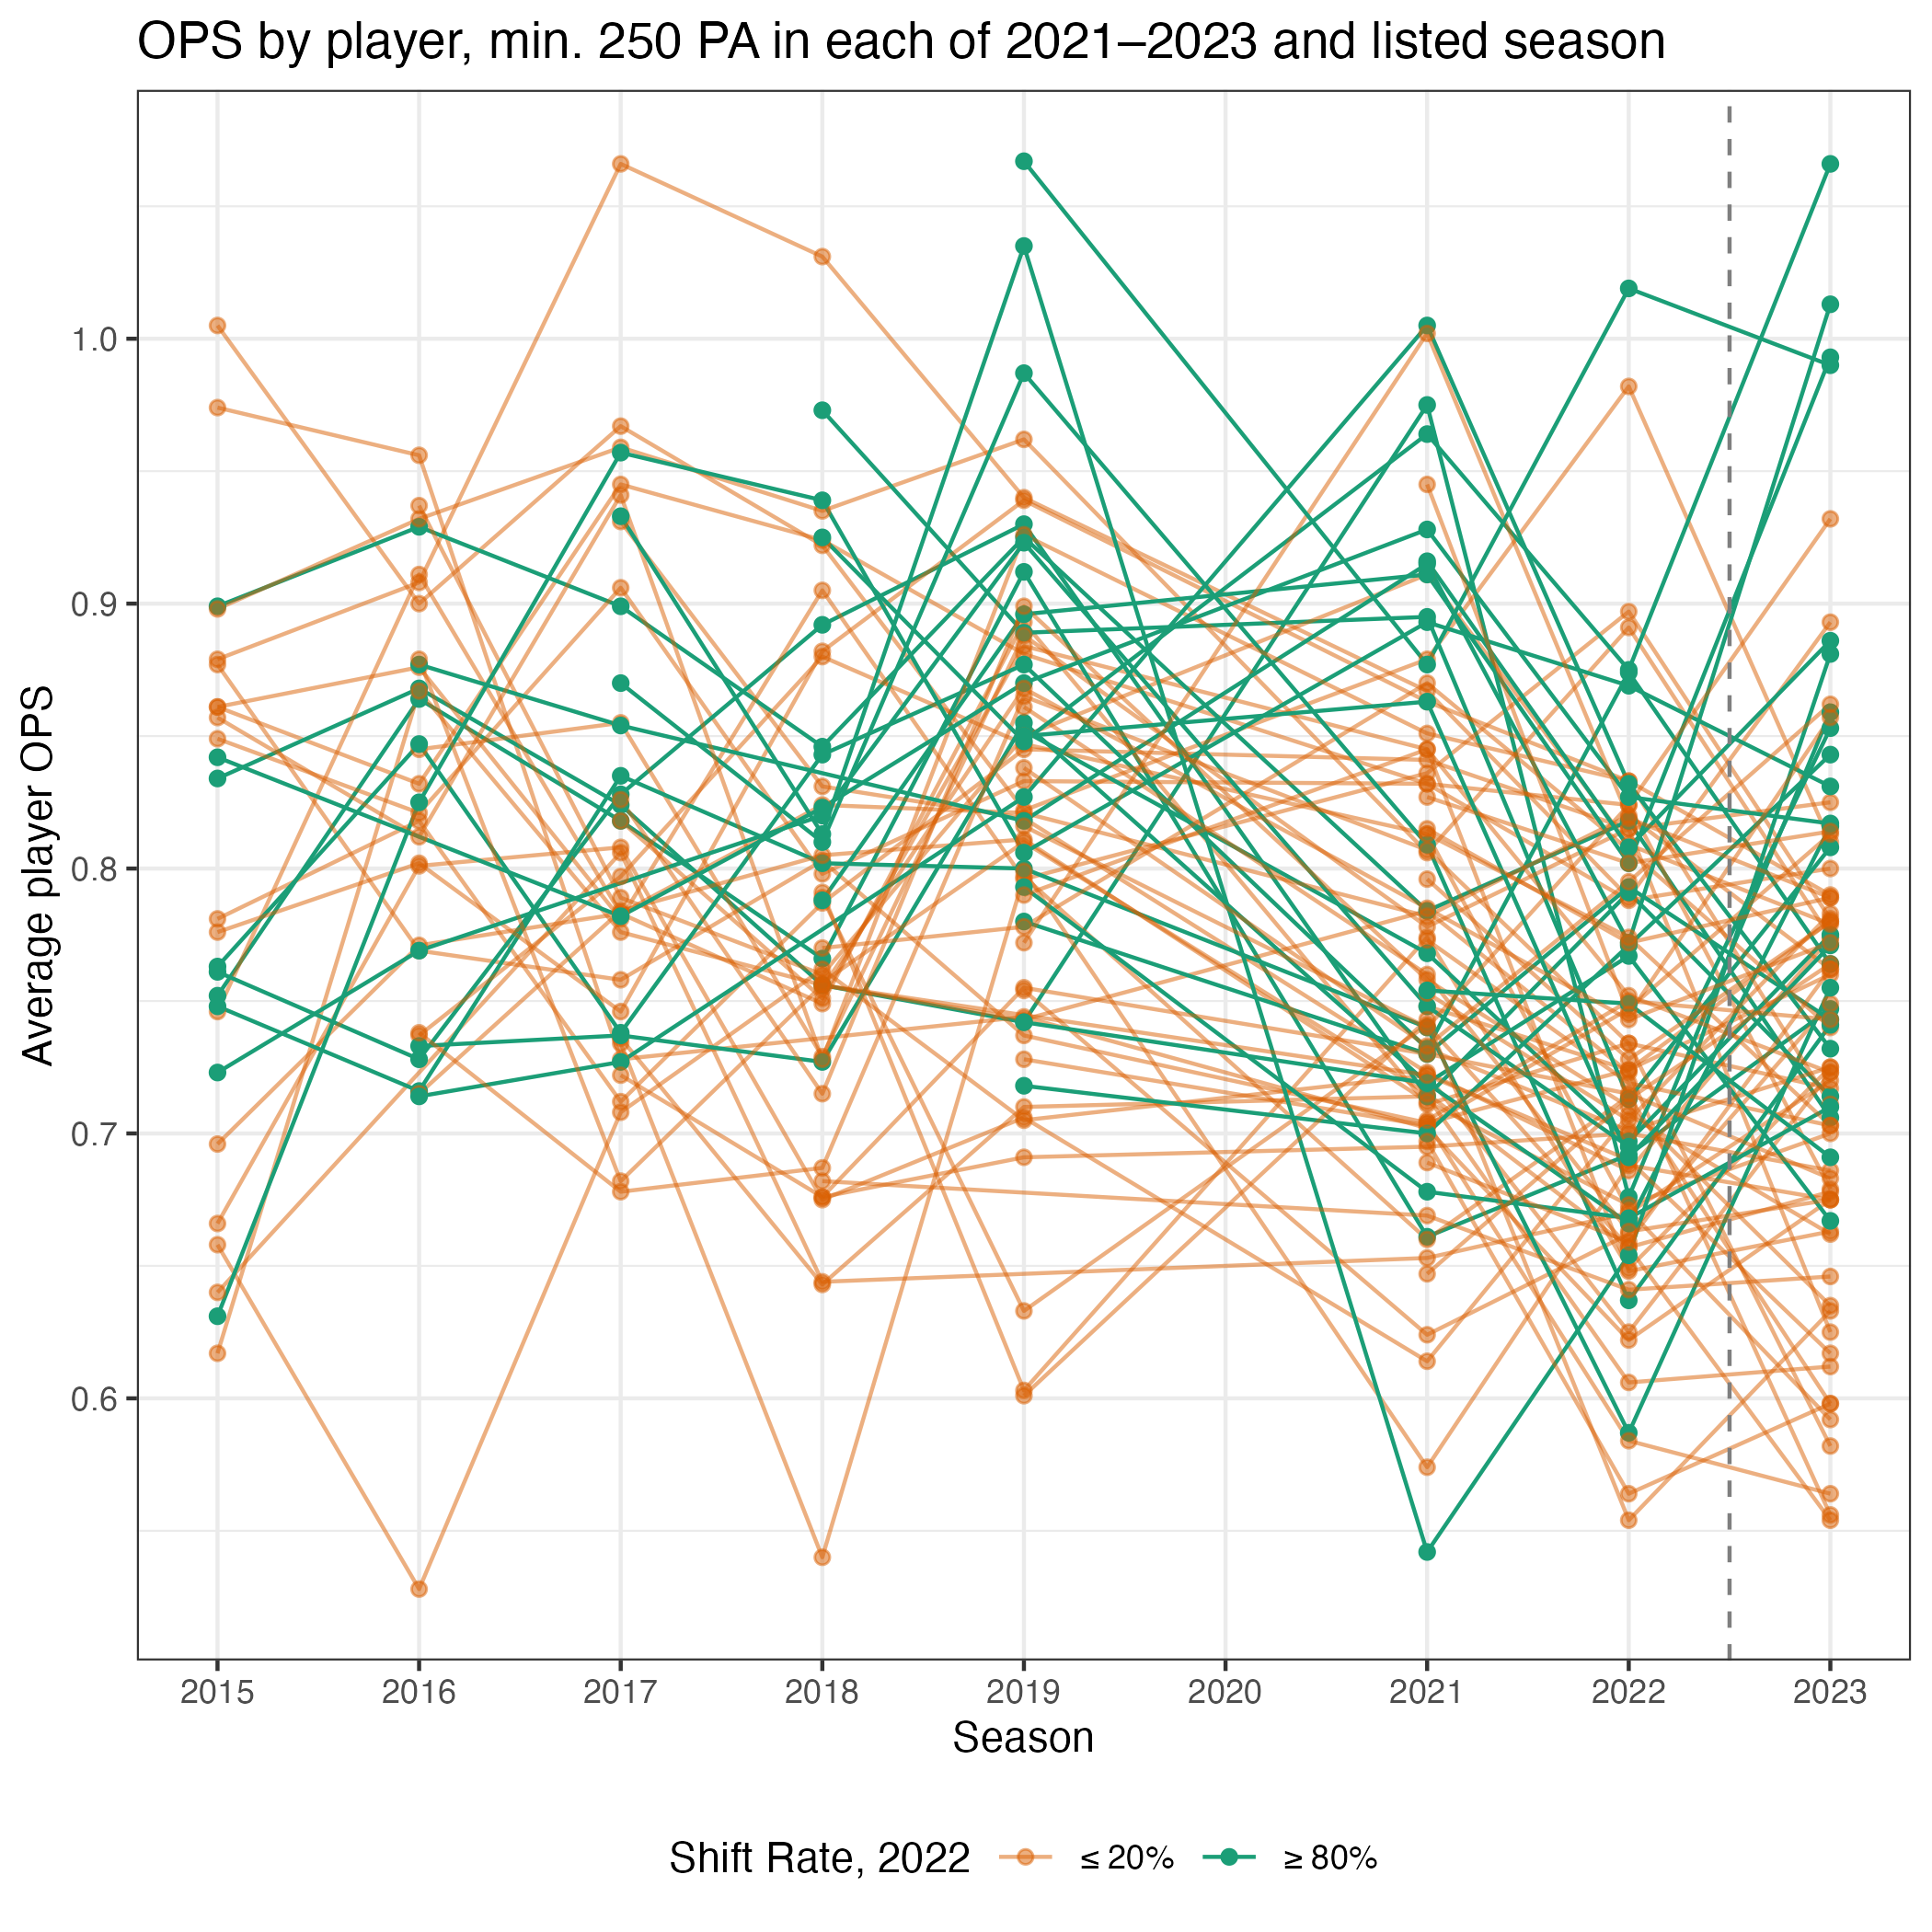 OPS by player, min. 250 PA in each of 2021–2023 and listed season
Average player OPS
1.0
0.9
0.8
0.7
0.6
2015 2016 2017 2018 2019 2020 2021 2022 2023
Season
Shift Rate, 2022 ≤ 20% ≥ 80%